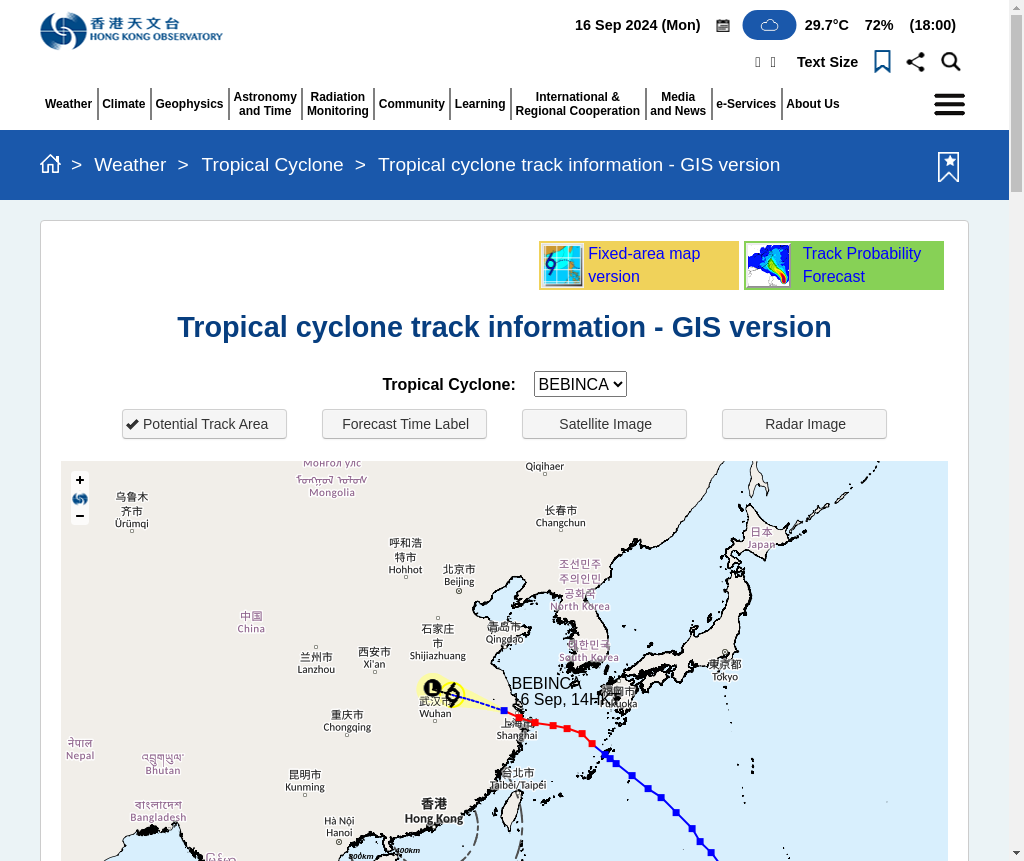 香港天文台
HONG KONG OBSERVATORY
16 Sep 2024 (Mon)
29.7°C
72%
(18:00)
Text Size
Weather
Climate
Geophysics
Astronomy
and Time
Radiation
Monitoring
Community
Learning
International &
Regional Cooperation
Media
and News
e-Services
About Us
> Weather > Tropical Cyclone > Tropical cyclone track information - GIS version
Fixed-area map
version
Track Probability
Forecast
Tropical cyclone track information - GIS version
Tropical Cyclone:
BEBINCA
Potential Track Area
Forecast Time Label
Satellite Image
Radar Image
+
−
Монгол улс
Mongolia
Qiqihaer
乌鲁木
齐市
Ürümqi
长春市
Changchun
日本
Japan
呼和浩
特市
Hohhot
北京市
Beijing
조선민주
주의인민
공화국
North Korea
中国
China
石家庄
市
Shijiazhuang
青岛市
Qingdao
대한민국
South Korea
兰州市
Lanzhou
西安市
Xi'an
東京都
Tokyo
BEBINCA
16 Sep, 14H
福岡市
Fukuoka
L
武汉市
Wuhan
重庆市
Chongqing
上海市
Shanghai
नेपाल
Nepal
འབྲུགཡུལ་
Bhutan
昆明市
Kunming
台北市
Taibei/Taipei
বাংলাদেশ
Bangladesh
香港
Hong Kong
Hà Nội
Hanoi
800km
400km